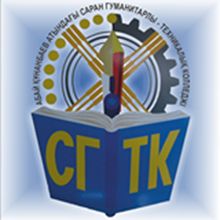 АБАЙ ҚҰНАНБАЕВ АТЫНДАҒЫ САРАН ГУМАНИТАРЛЫ - ТЕХНИКАЛЫҚ КОЛЛЕДЖІ
СГ ТК